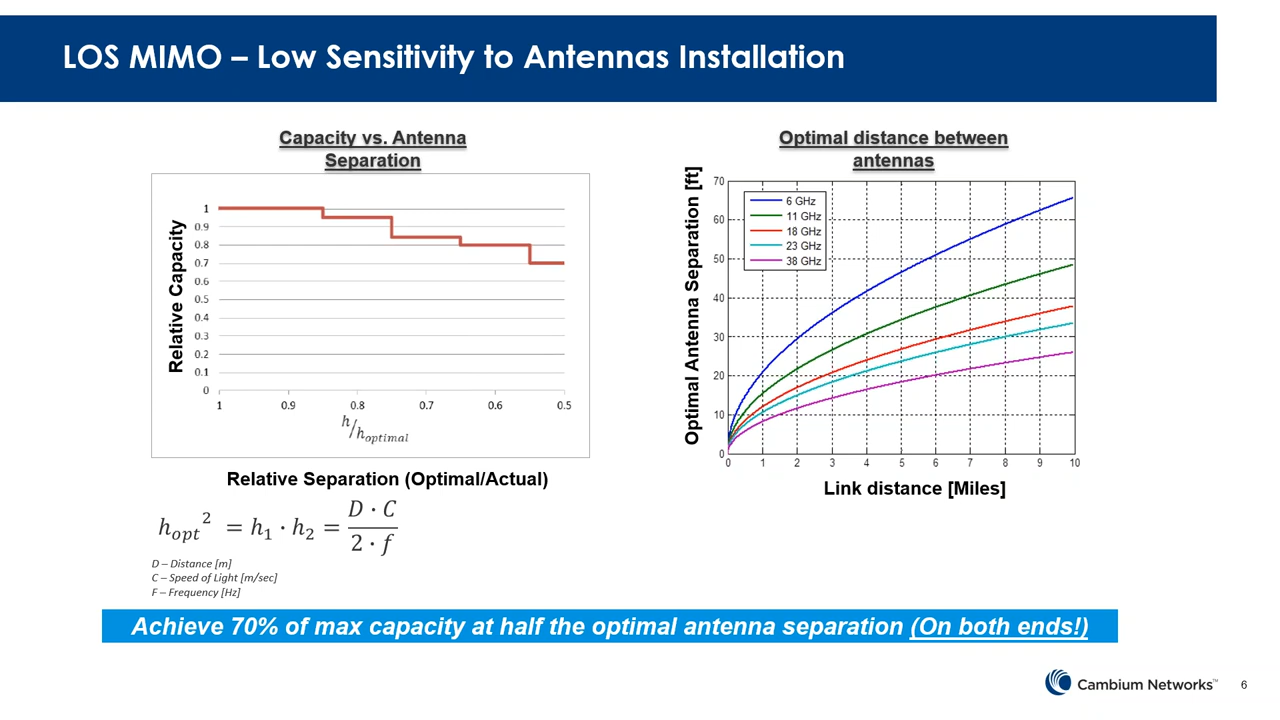 LOS MIMO – Low Sensitivity to Antennas Installation
Capacity vs. Antenna
Separation
Relative Capacity
1
0.9
0.8
0.7
0.6
0.5
0.4
0.3
0.2
0.1
0
1 0.9 0.8 0.7 0.6 0.5
h/hoptimal
Relative Separation (Optimal/Actual)
hopt² = h₁ · h₂ = D · C / 2 · f
D – Distance [m]
C – Speed of Light [m/sec]
F – Frequency [Hz]
Optimal distance between
antennas
Optimal Antenna Separation [ft]
70
60
50
40
30
20
10
0
6 GHz
11 GHz
18 GHz
23 GHz
38 GHz
0 1 2 3 4 5 6 7 8 9 10
Link distance [Miles]
Achieve 70% of max capacity at half the optimal antenna separation (On both ends!)
Cambium Networks™
6